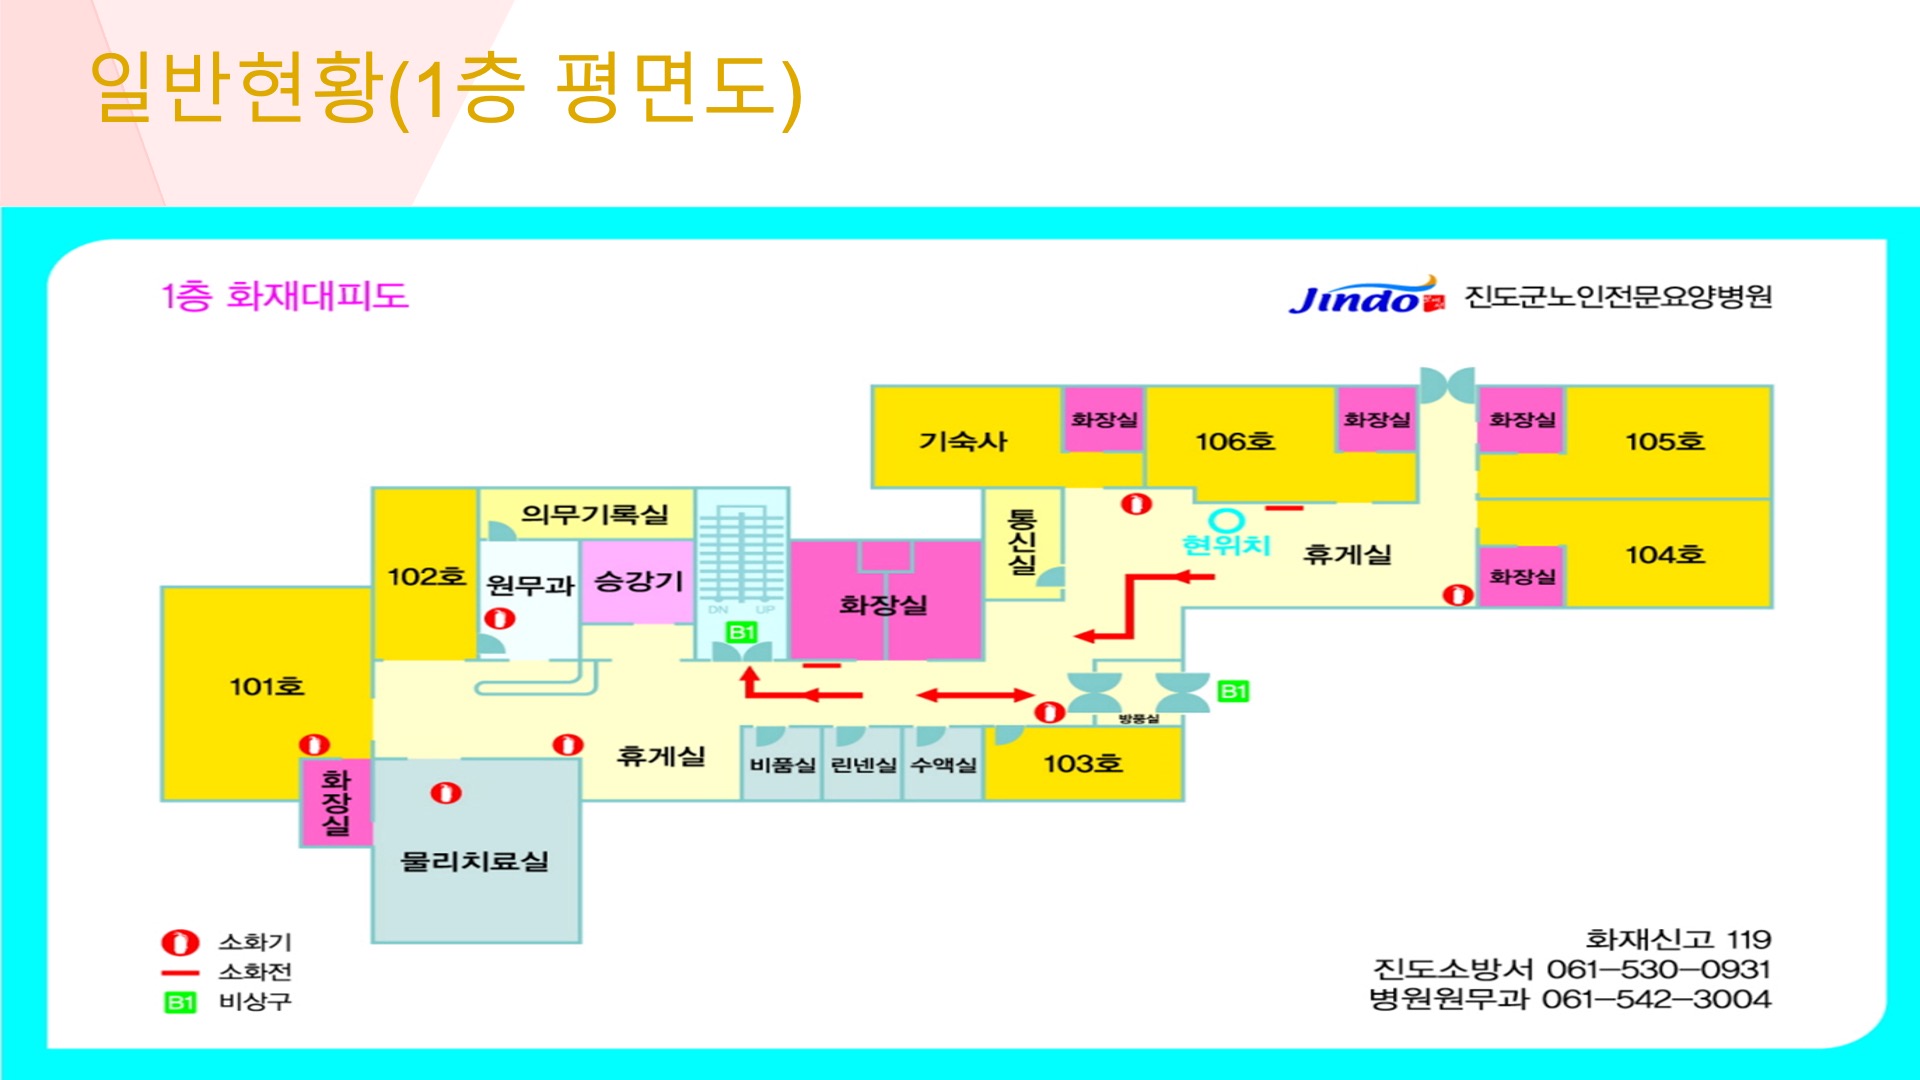 일반현황(1층 평면도)
1층 화재대피도
Jindo 진도군노인전문요양병원
기숙사
화장실
106호
화장실
화장실
105호
의무기록실
통신실
현위치
휴게실
104호
화장실
102호
원무과
승강기
DN UP
B1
화장실
101호
B1
방풍실
휴게실
비품실
린넨실
수액실
103호
화장실
물리치료실
소화기
소화전
B1 비상구
화재신고 119
진도소방서 061-530-0931
병원원무과 061-542-3004